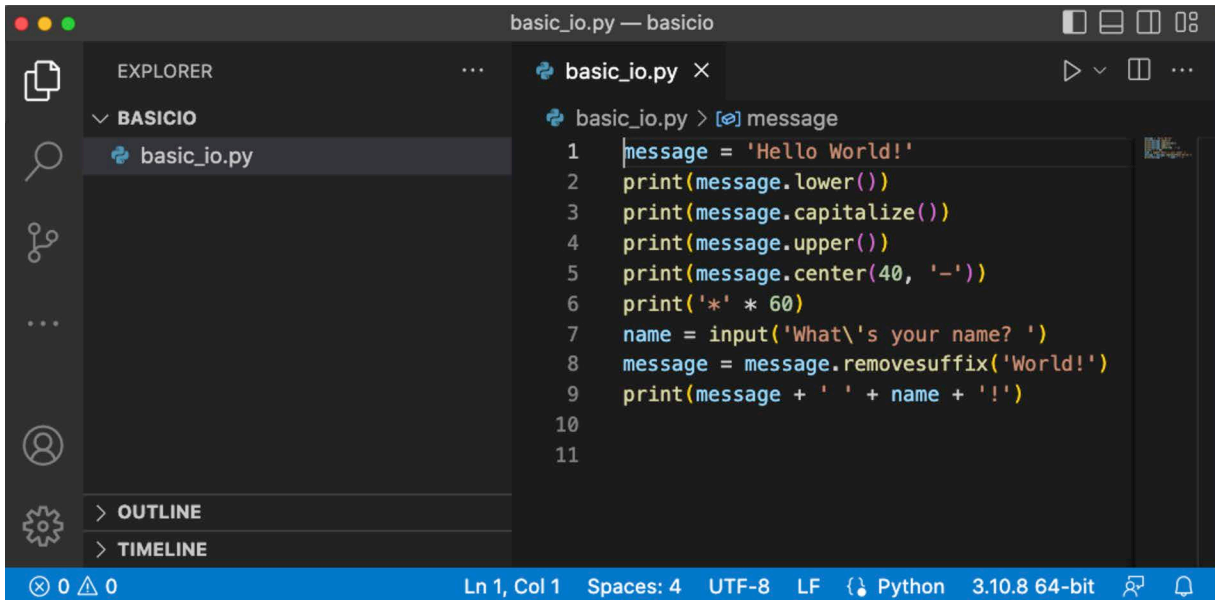 basic_io.py — basicio
EXPLORER ...
BASICIO
basic_io.py
OUTLINE
TIMELINE
basic_io.py
basic_io.py > message
1 message = 'Hello World!'
2 print(message.lower())
3 print(message.capitalize())
4 print(message.upper())
5 print(message.center(40, '-'))
6 print('*' * 60)
7 name = input('What\'s your name? ')
8 message = message.removesuffix('World!')
9 print(message + ' ' + name + '!')
10
11
0 0 Ln 1, Col 1 Spaces: 4 UTF-8 LF Python 3.10.8 64-bit